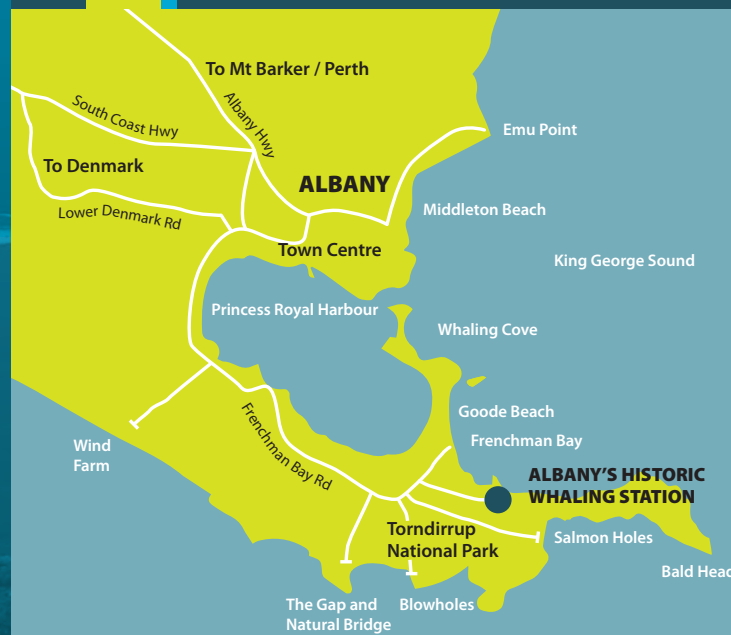 To Mt Barker / Perth
South Coast Hwy
Albany Hwy
Emu Point
To Denmark
ALBANY
Lower Denmark Rd
Middleton Beach
Town Centre
King George Sound
Princess Royal Harbour
Whaling Cove
Goode Beach
Frenchman Bay
Frenchman Bay Rd
Wind
Farm
ALBANY'S HISTORIC
WHALING STATION
Torndirrup
National Park
Salmon Holes
Bald Head
The Gap and
Natural Bridge
Blowholes